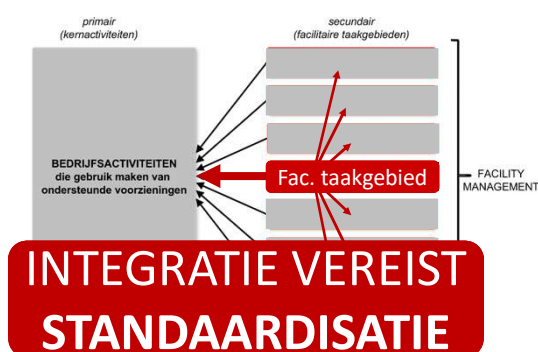 primair
(kernactiviteiten)
secundair
(facilitaire taakgebieden)
BEDRIJFSACTIVITEITEN
die gebruik maken van
ondersteunde voorzieningen
Fac. taakgebied
FACILITY
MANAGEMENT
INTEGRATIE VEREIST
STANDAARDISATIE